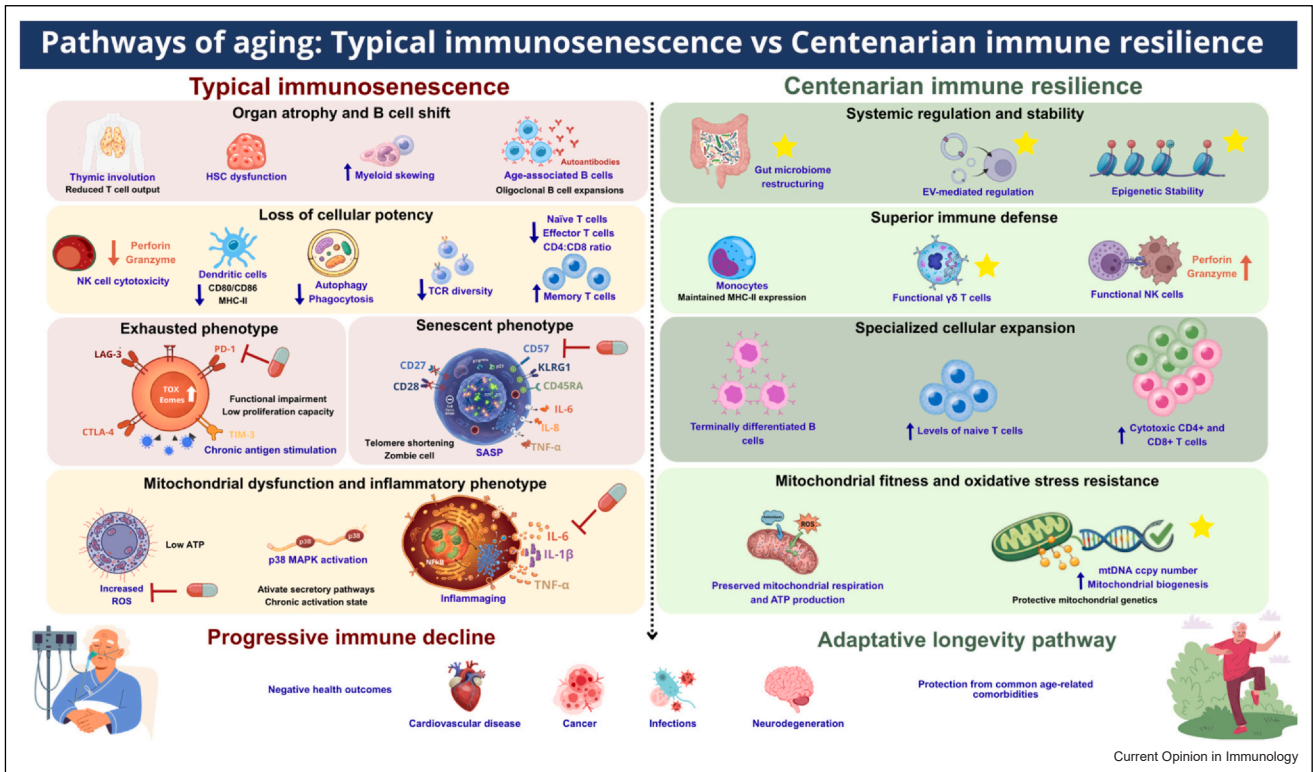 Pathways of aging: Typical immunosenescence vs Centenarian immune resilience
Typical immunosenescence
Organ atrophy and B cell shift
Thymic involution
Reduced T cell output
HSC dysfunction
Myeloid skewing
Autoantibodies
Age-associated B cells
Oligoclonal B cell expansions
Loss of cellular potency
Perforin
Granzyme
NK cell cytotoxicity
Dendritic cells
CD80/CD86
MHC-II
Autophagy
Phagocytosis
TCR diversity
Naïve T cells
Effector T cells
CD4:CD8 ratio
Memory T cells
Exhausted phenotype
LAG-3
PD-1
TOX
Eomes
CTLA-4
TIM-3
Functional impairment
Low proliferation capacity
Chronic antigen stimulation
Senescent phenotype
CD27
CD28
CD57
KLRG1
CD45RA
IL-6
IL-8
TNF-α
Telomere shortening
Zombie cell
SASP
Mitochondrial dysfunction and inflammatory phenotype
Low ATP
Increased
ROS
p38
p38
p38 MAPK activation
Ativate secretory pathways
Chronic activation state
NFkB
IL-6
IL-1β
TNF-α
Inflammaging
Centenarian immune resilience
Systemic regulation and stability
Gut microbiome
restructuring
EV-mediated regulation
Epigenetic Stability
Superior immune defense
Monocytes
Maintained MHC-II expression
Functional γδ T cells
Functional NK cells
Perforin
Granzyme
Specialized cellular expansion
Terminally differentiated B
cells
Levels of naive T cells
Cytotoxic CD4+ and
CD8+ T cells
Mitochondrial fitness and oxidative stress resistance
ROS
Preserved mitochondrial respiration
and ATP production
mtDNA ccpy number
Mitochondrial biogenesis
Protective mitochondrial genetics
Progressive immune decline
Adaptative longevity pathway
Negative health outcomes
Cardiovascular disease
Cancer
Infections
Neurodegeneration
Protection from common age-related
comorbidities
Current Opinion in Immunology